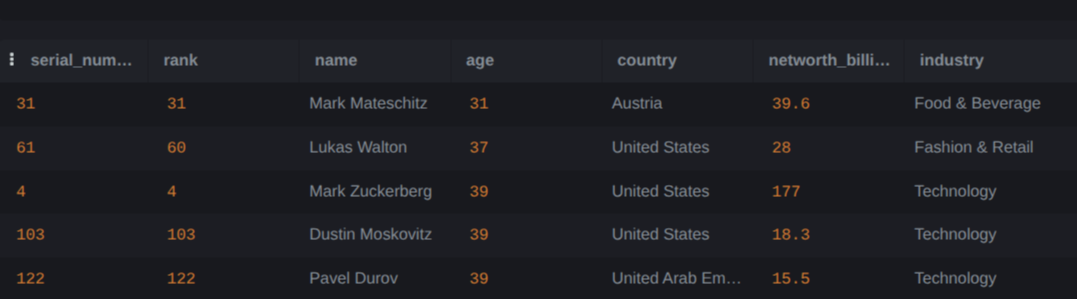 serial_num... rank name age country networth_billi... industry
31 31 Mark Mateschitz 31 Austria 39.6 Food & Beverage
61 60 Lukas Walton 37 United States 28 Fashion & Retail
4 4 Mark Zuckerberg 39 United States 177 Technology
103 103 Dustin Moskovitz 39 United States 18.3 Technology
122 122 Pavel Durov 39 United Arab Em... 15.5 Technology